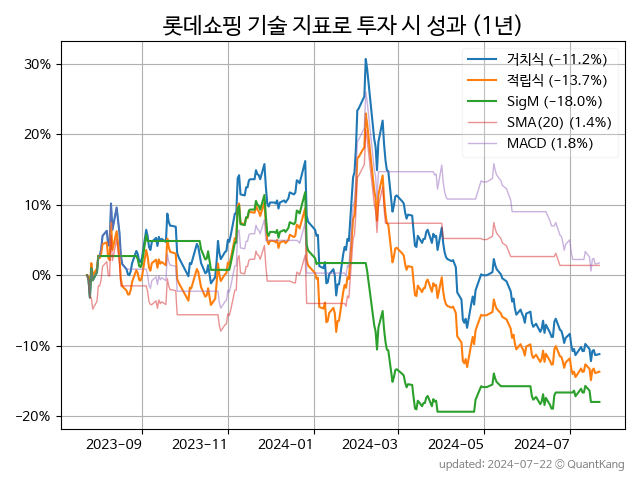 롯데쇼핑 기술 지표로 투자 시 성과 (1년)
30%
20%
10%
0%
−10%
−20%
거치식 (−11.2%)
적립식 (−13.7%)
SigM (−18.0%)
SMA(20) (1.4%)
MACD (1.8%)
2023-09 2023-11 2024-01 2024-03 2024-05 2024-07
updated: 2024-07-22 © QuantKang